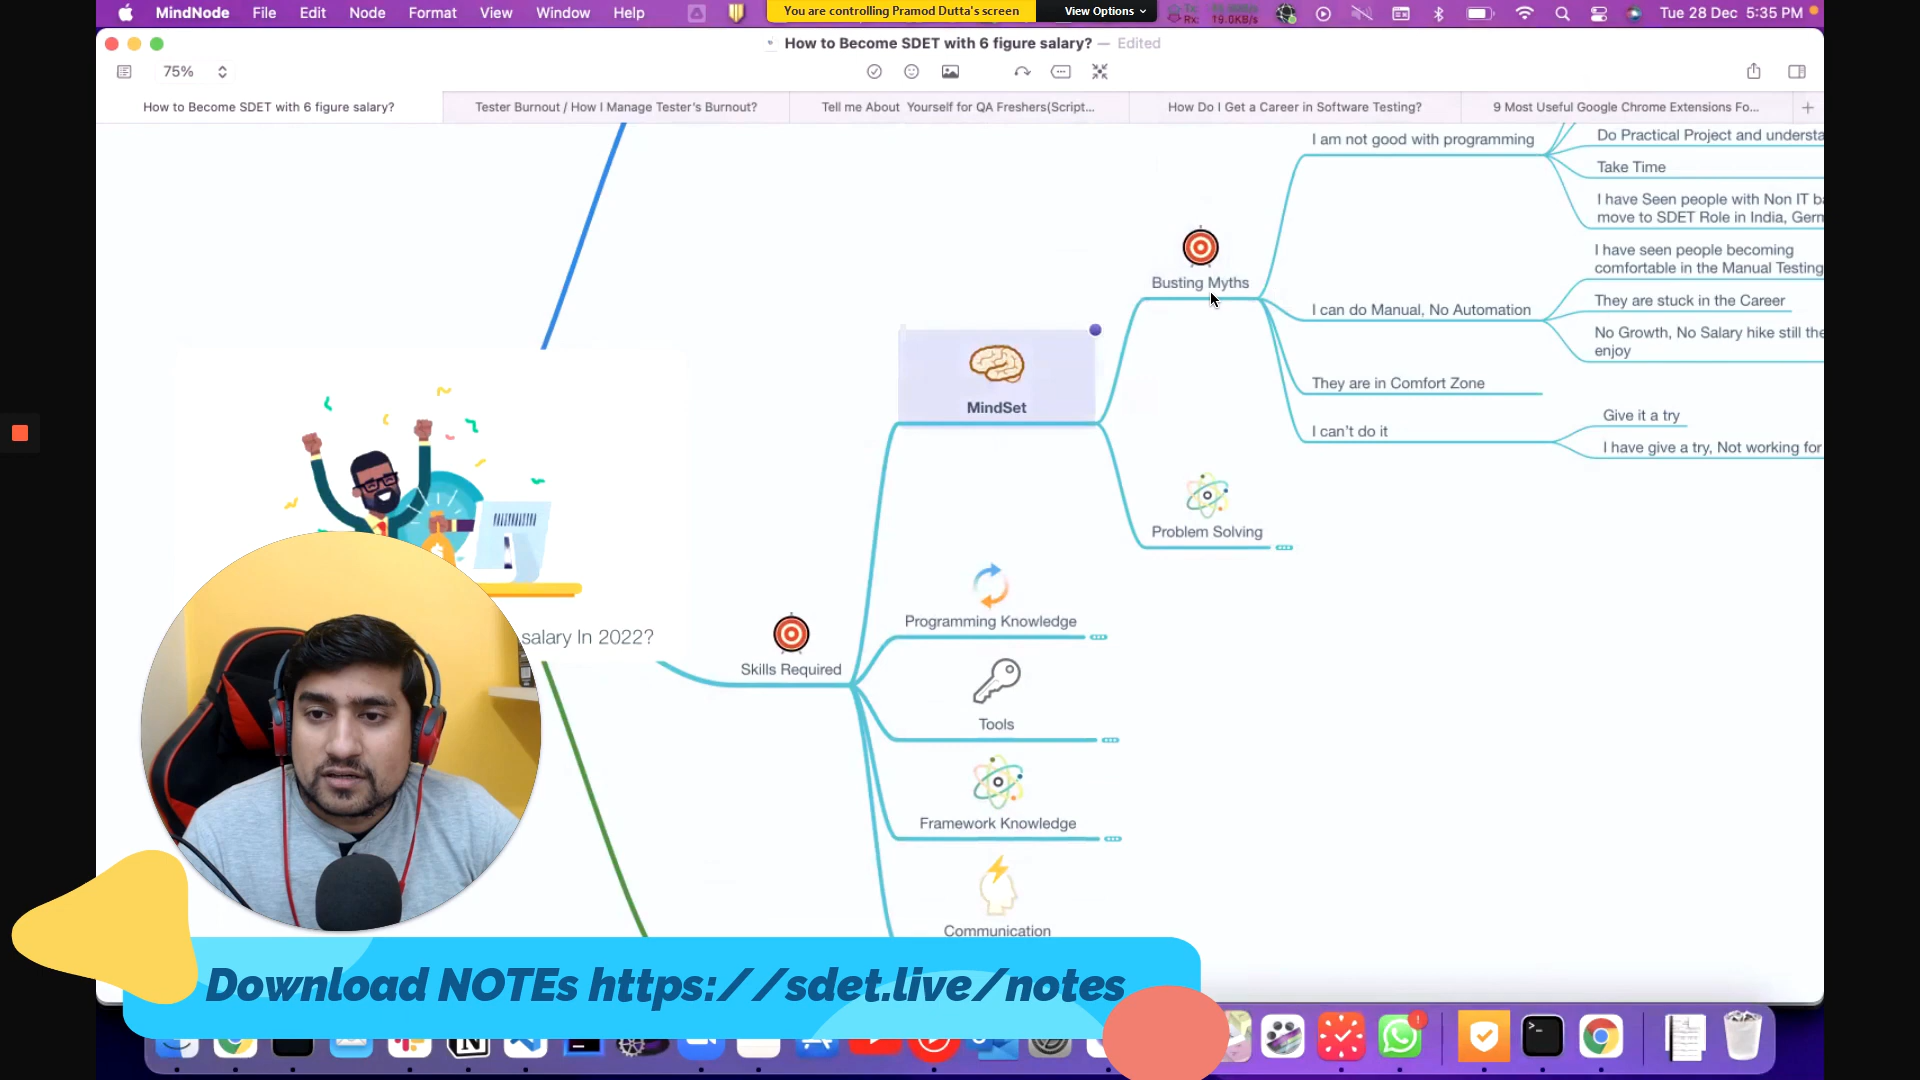 MindNode File Edit Node Format View Window Help
You are controlling Pramod Dutta's screen
View Options
Tx:
Rx: 19.0KB/s
Tue 28 Dec 5:35 PM
How to Become SDET with 6 figure salary? — Edited
75%
How to Become SDET with 6 figure salary?
Tester Burnout / How I Manage Tester's Burnout?
Tell me About Yourself for QA Freshers(Script...
How Do I Get a Career in Software Testing?
9 Most Useful Google Chrome Extensions Fo...
I am not good with programming
Do Practical Project and understa
Take Time
I have Seen people with Non IT ba
move to SDET Role in India, Germ
Busting Myths
I have seen people becoming
comfortable in the Manual Testing
I can do Manual, No Automation
They are stuck in the Career
No Growth, No Salary hike still the
enjoy
They are in Comfort Zone
I can't do it
Give it a try
I have give a try, Not working for
MindSet
Problem Solving
Programming Knowledge
salary In 2022?
Skills Required
Tools
Framework Knowledge
Communication
Download NOTEs https://sdet.live/notes